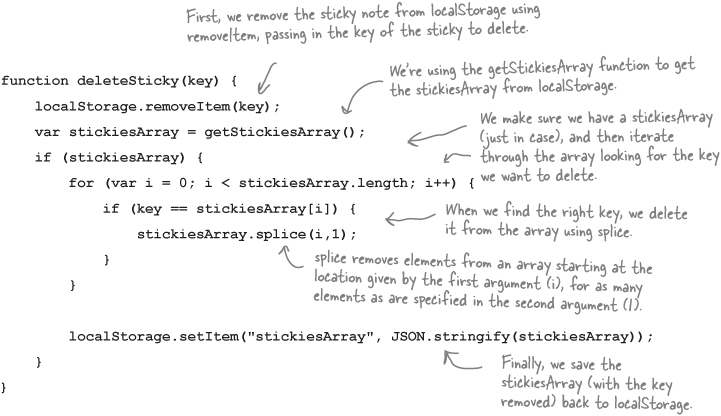 First, we remove the sticky note from localStorage using
removeItem, passing in the key of the sticky to delete.
function deleteSticky(key) {
localStorage.removeItem(key);
We're using the getStickiesArray function to get
the stickiesArray from localStorage.
var stickiesArray = getStickiesArray();
We make sure we have a stickiesArray
(just in case), and then iterate
through the array looking for the key
we want to delete.
if (stickiesArray) {
for (var i = 0; i < stickiesArray.length; i++) {
if (key == stickiesArray[i]) {
When we find the right key, we delete
it from the array using splice.
stickiesArray.splice(i,1);
splice removes elements from an array starting at the
location given by the first argument (i), for as many
elements as are specified in the second argument (1).
}
}
localStorage.setItem("stickiesArray", JSON.stringify(stickiesArray));
Finally, we save the
stickiesArray (with the key
removed) back to localStorage.
}
}